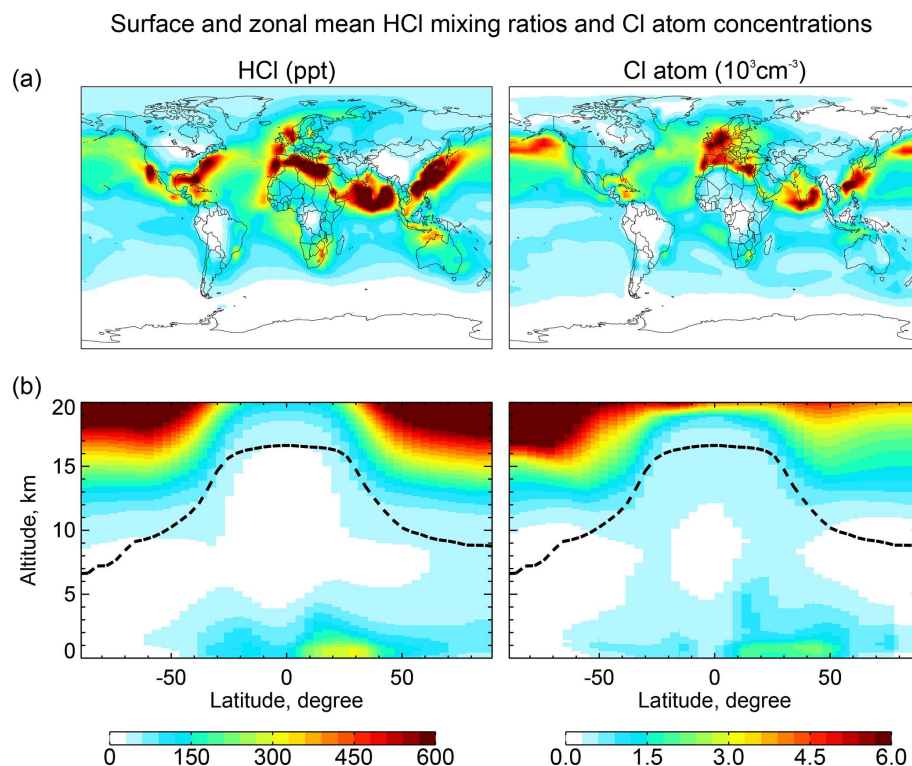 Surface and zonal mean HCl mixing ratios and Cl atom concentrations
(a)
HCl (ppt)
Cl atom (10³cm⁻³)
(b)
20
15
10
5
0
Altitude, km
-50 0 50
-50 0 50
Latitude, degree
Latitude, degree
0 150 300 450 600
0.0 1.5 3.0 4.5 6.0